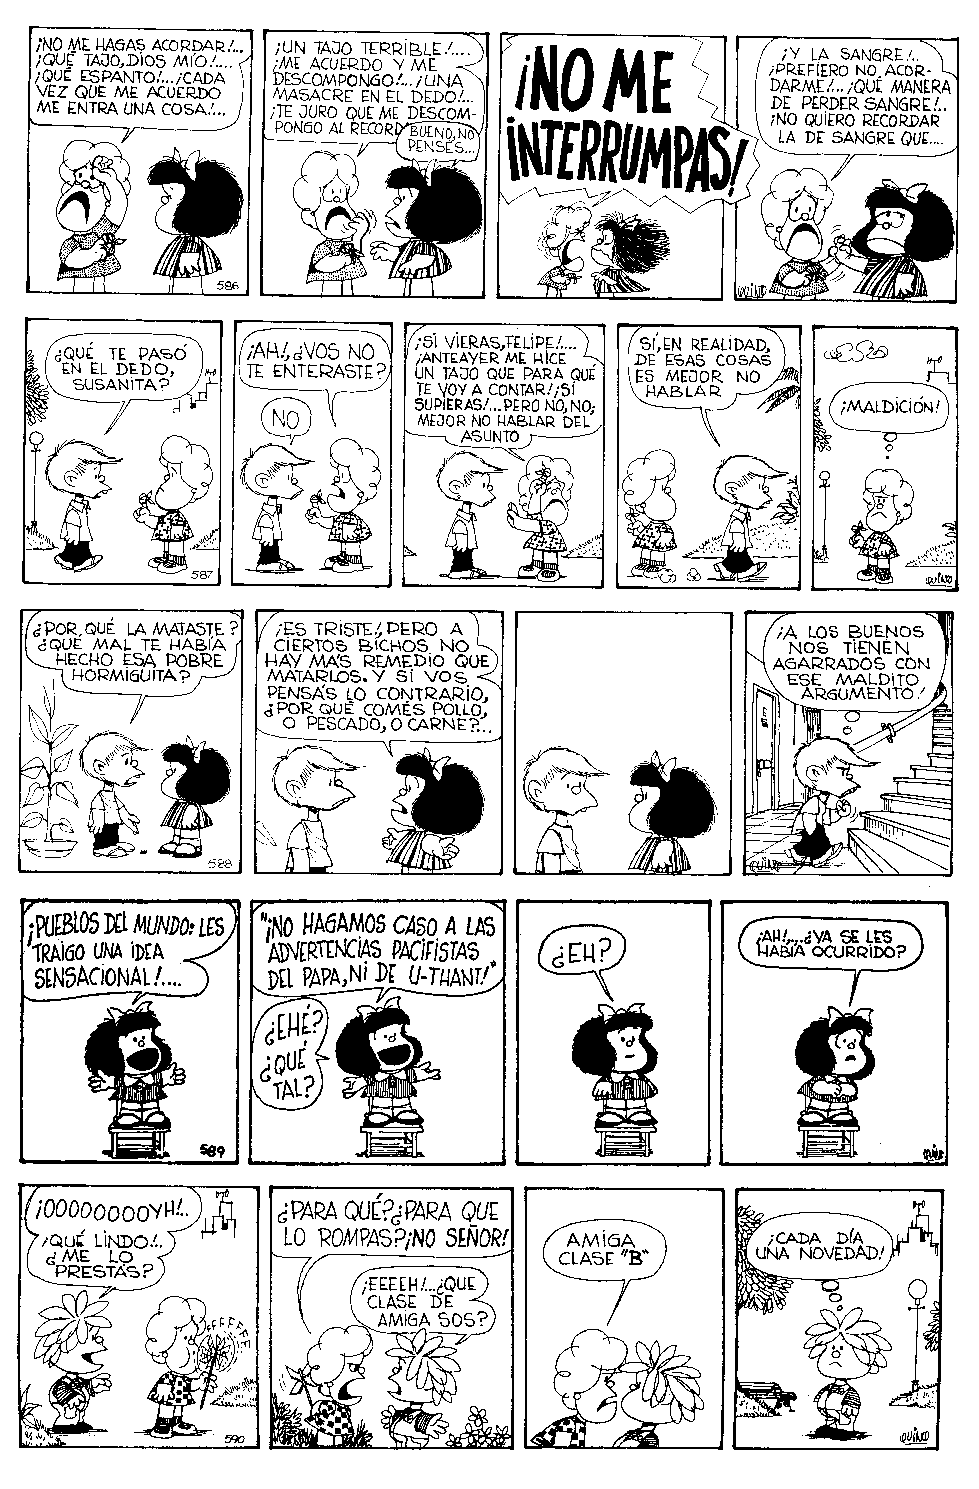 ¡NO ME HAGAS ACORDAR!..
¡QUÉ TAJO, DIOS MÍO!....
¡QUÉ ESPANTO!...¡CADA
VEZ QUE ME ACUERDO
ME ENTRA UNA COSA!....
586
¡UN TAJO TERRIBLE!....
¡ME ACUERDO Y ME
DESCOMPONGO!...¡UNA
MASACRE EN EL DEDO!...
¡TE JURO QUE ME DESCOM-
PONGO AL RECORD
BUENO, NO
PENSÉS...
¡NO ME
INTERRUMPAS!
¡Y LA SANGRE!..
¡PREFIERO NO, ACOR-
DARME!...¡QUÉ MANERA
DE PERDER SANGRE!..
¡NO QUIERO RECORDAR
LA DE SANGRE QUE....
QUINO
¿QUÉ TE PASÓ
EN EL DEDO,
SUSANITA?
587
¡AH!,¿VOS NO
TE ENTERASTE?
NO
¡SI VIERAS, FELIPE!....
¡ANTEAYER ME HICE
UN TAJO QUE PARA QUÉ
TE VOY A CONTAR!¡SI
SUPIERAS!...PERO NO, NO;
MEJOR NO HABLAR DEL
ASUNTO
SÍ, EN REALIDAD,
DE ESAS COSAS
ES MEJOR NO
HABLAR
¡MALDICIÓN!
QUINO
¿POR QUÉ LA MATASTE?
¿QUÉ MAL TE HABÍA
HECHO ESA POBRE
HORMIGUITA?
588
¡ES TRISTE!, PERO A
CIERTOS BICHOS NO
HAY MÁS REMEDIO QUE
MATARLOS. Y SI VOS
PENSÁS LO CONTRARIO,
¿POR QUÉ COMÉS POLLO,
O PESCADO, O CARNE?...
¡A LOS BUENOS
NOS TIENEN
AGARRADOS CON
ESE MALDITO
ARGUMENTO!
QUINO
¡PUEBLOS DEL MUNDO: LES
TRAIGO UNA IDEA
SENSACIONAL!....
589
"¡NO HAGAMOS CASO A LAS
ADVERTENCIAS PACIFISTAS
DEL PAPA, NI DE U-THANT!"
¿EHÉ?
¿QUÉ
TAL?
¿EH?
¡AH!....¿YA SE LES
HABÍA OCURRIDO?
QUINO
¡OOOOOOOOYH!..
¡QUÉ LINDO!..
¿ME LO
PRESTÁS?
FFFFFFF
590
¿PARA QUÉ?¿PARA QUE
LO ROMPAS?¡NO SEÑOR!
¡EEEEH!...¿QUE
CLASE DE
AMIGA SOS?
AMIGA
CLASE "B"
¡CADA DÍA
UNA NOVEDAD!
QUINO